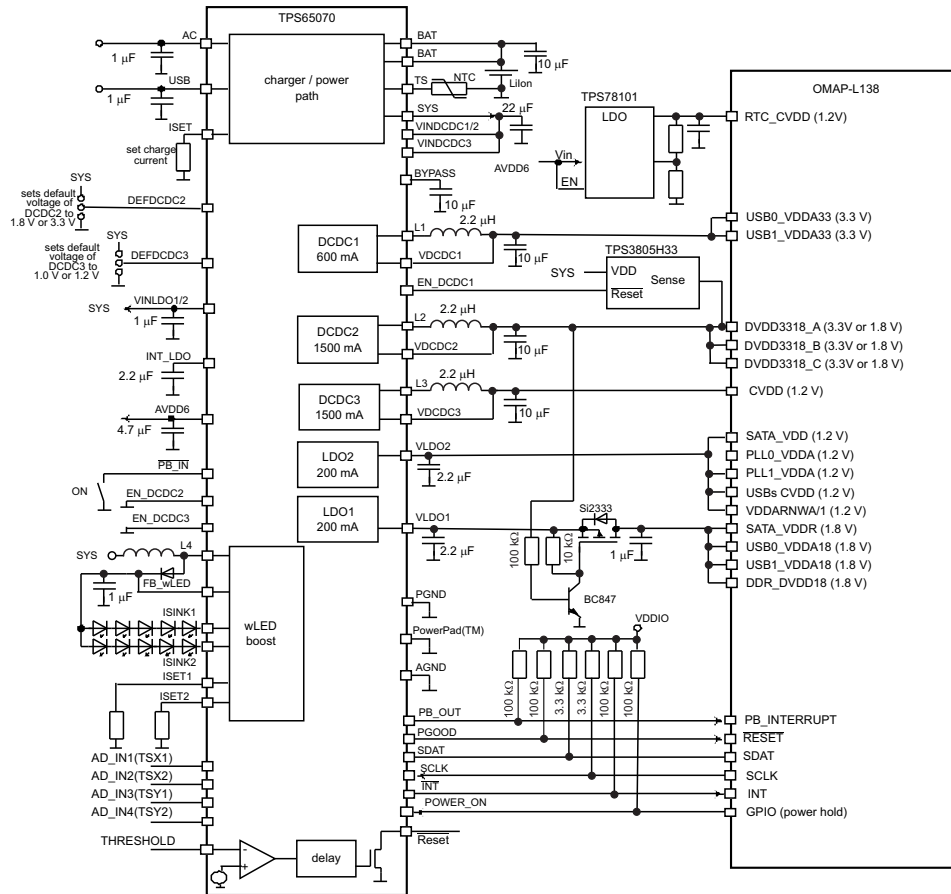 TPS65070
OMAP-L138
AC
1 μF
USB
1 μF
ISET
set charge
current
charger / power
path
BAT
BAT
10 μF
LiIon
TS
NTC
SYS
22 μF
VINDCDC1/2
VINDCDC3
BYPASS
10 μF
TPS78101
LDO
Vin
AVDD6
EN
RTC_CVDD (1.2V)
SYS
sets default
voltage of
DCDC2 to
1.8 V or 3.3 V
DEFDCDC2
SYS
sets default
voltage of
DCDC3 to
1.0 V or 1.2 V
DEFDCDC3
DCDC1
600 mA
L1
2.2 μH
VDCDC1
10 μF
EN_DCDC1
USB0_VDDA33 (3.3 V)
USB1_VDDA33 (3.3 V)
TPS3805H33
SYS
VDD
Sense
Reset
SYS
VINLDO1/2
1 μF
INT_LDO
2.2 μF
AVDD6
4.7 μF
DCDC2
1500 mA
L2
2.2 μH
VDCDC2
10 μF
DVDD3318_A (3.3V or 1.8 V)
DVDD3318_B (3.3V or 1.8 V)
DVDD3318_C (3.3V or 1.8 V)
DCDC3
1500 mA
L3
2.2 μH
VDCDC3
10 μF
CVDD (1.2 V)
PB_IN
ON
EN_DCDC2
EN_DCDC3
LDO2
200 mA
VLDO2
2.2 μF
SATA_VDD (1.2 V)
PLL0_VDDA (1.2 V)
PLL1_VDDA (1.2 V)
USBs CVDD (1.2 V)
VDDARNWA/1 (1.2 V)
LDO1
200 mA
VLDO1
2.2 μF
100 kΩ
10 kΩ
Si2333
1 μF
BC847
SATA_VDDR (1.8 V)
USB0_VDDA18 (1.8 V)
USB1_VDDA18 (1.8 V)
DDR_DVDD18 (1.8 V)
SYS
L4
1 μF
FB_wLED
ISINK1
ISINK2
ISET1
ISET2
wLED
boost
PGND
PowerPad(TM)
AGND
VDDIO
100 kΩ
100 kΩ
3.3 kΩ
3.3 kΩ
100 kΩ
100 kΩ
PB_OUT
PB_INTERRUPT
PGOOD
RESET
SDAT
SDAT
SCLK
SCLK
INT
INT
POWER_ON
GPIO (power hold)
AD_IN1(TSX1)
AD_IN2(TSX2)
AD_IN3(TSY1)
AD_IN4(TSY2)
THRESHOLD
-
+
delay
Reset